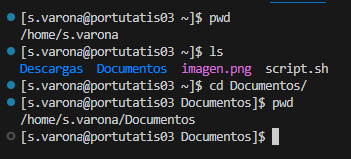 [s.varona@portutatis03 ~]$ pwd
/home/s.varona
[s.varona@portutatis03 ~]$ ls
Descargas  Documentos  imagen.png  script.sh
[s.varona@portutatis03 ~]$ cd Documentos/
[s.varona@portutatis03 Documentos]$ pwd
/home/s.varona/Documentos
[s.varona@portutatis03 Documentos]$